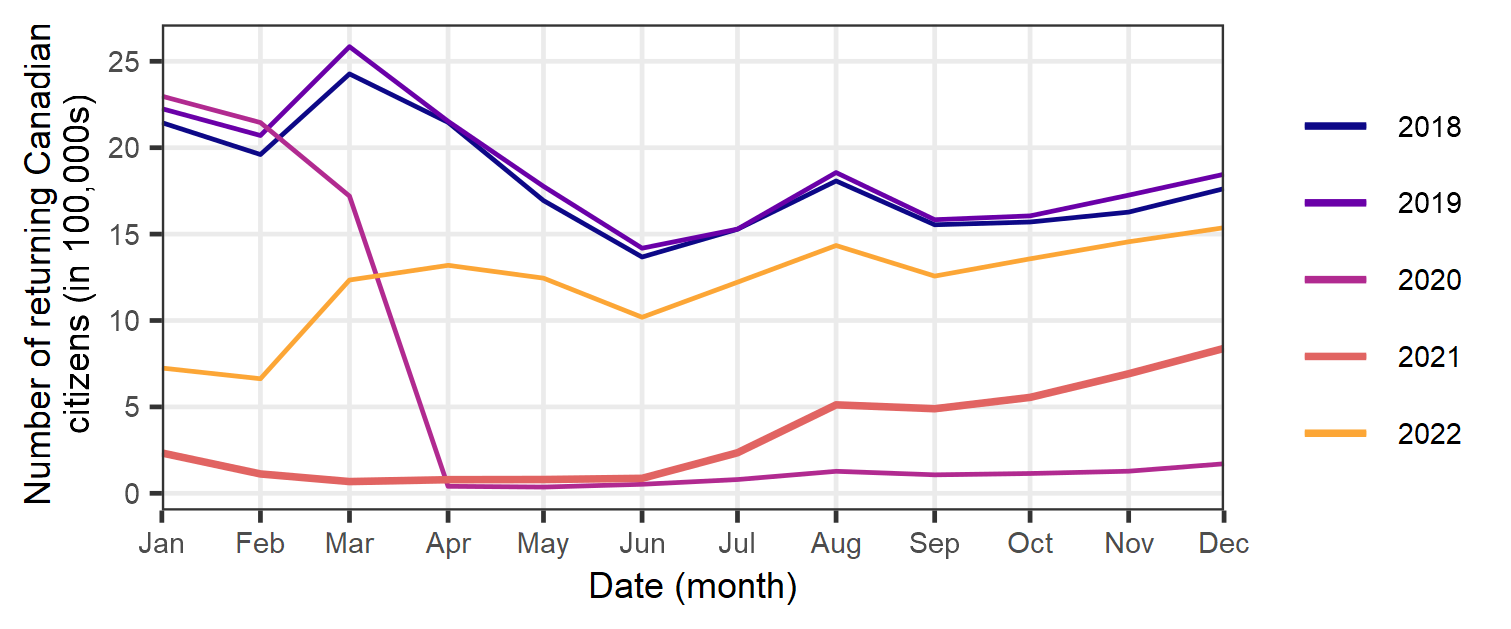 Number of returning Canadian
citizens (in 100,000s)
25
20
15
10
5
0
Jan Feb Mar Apr May Jun Jul Aug Sep Oct Nov Dec
Date (month)
2018
2019
2020
2021
2022